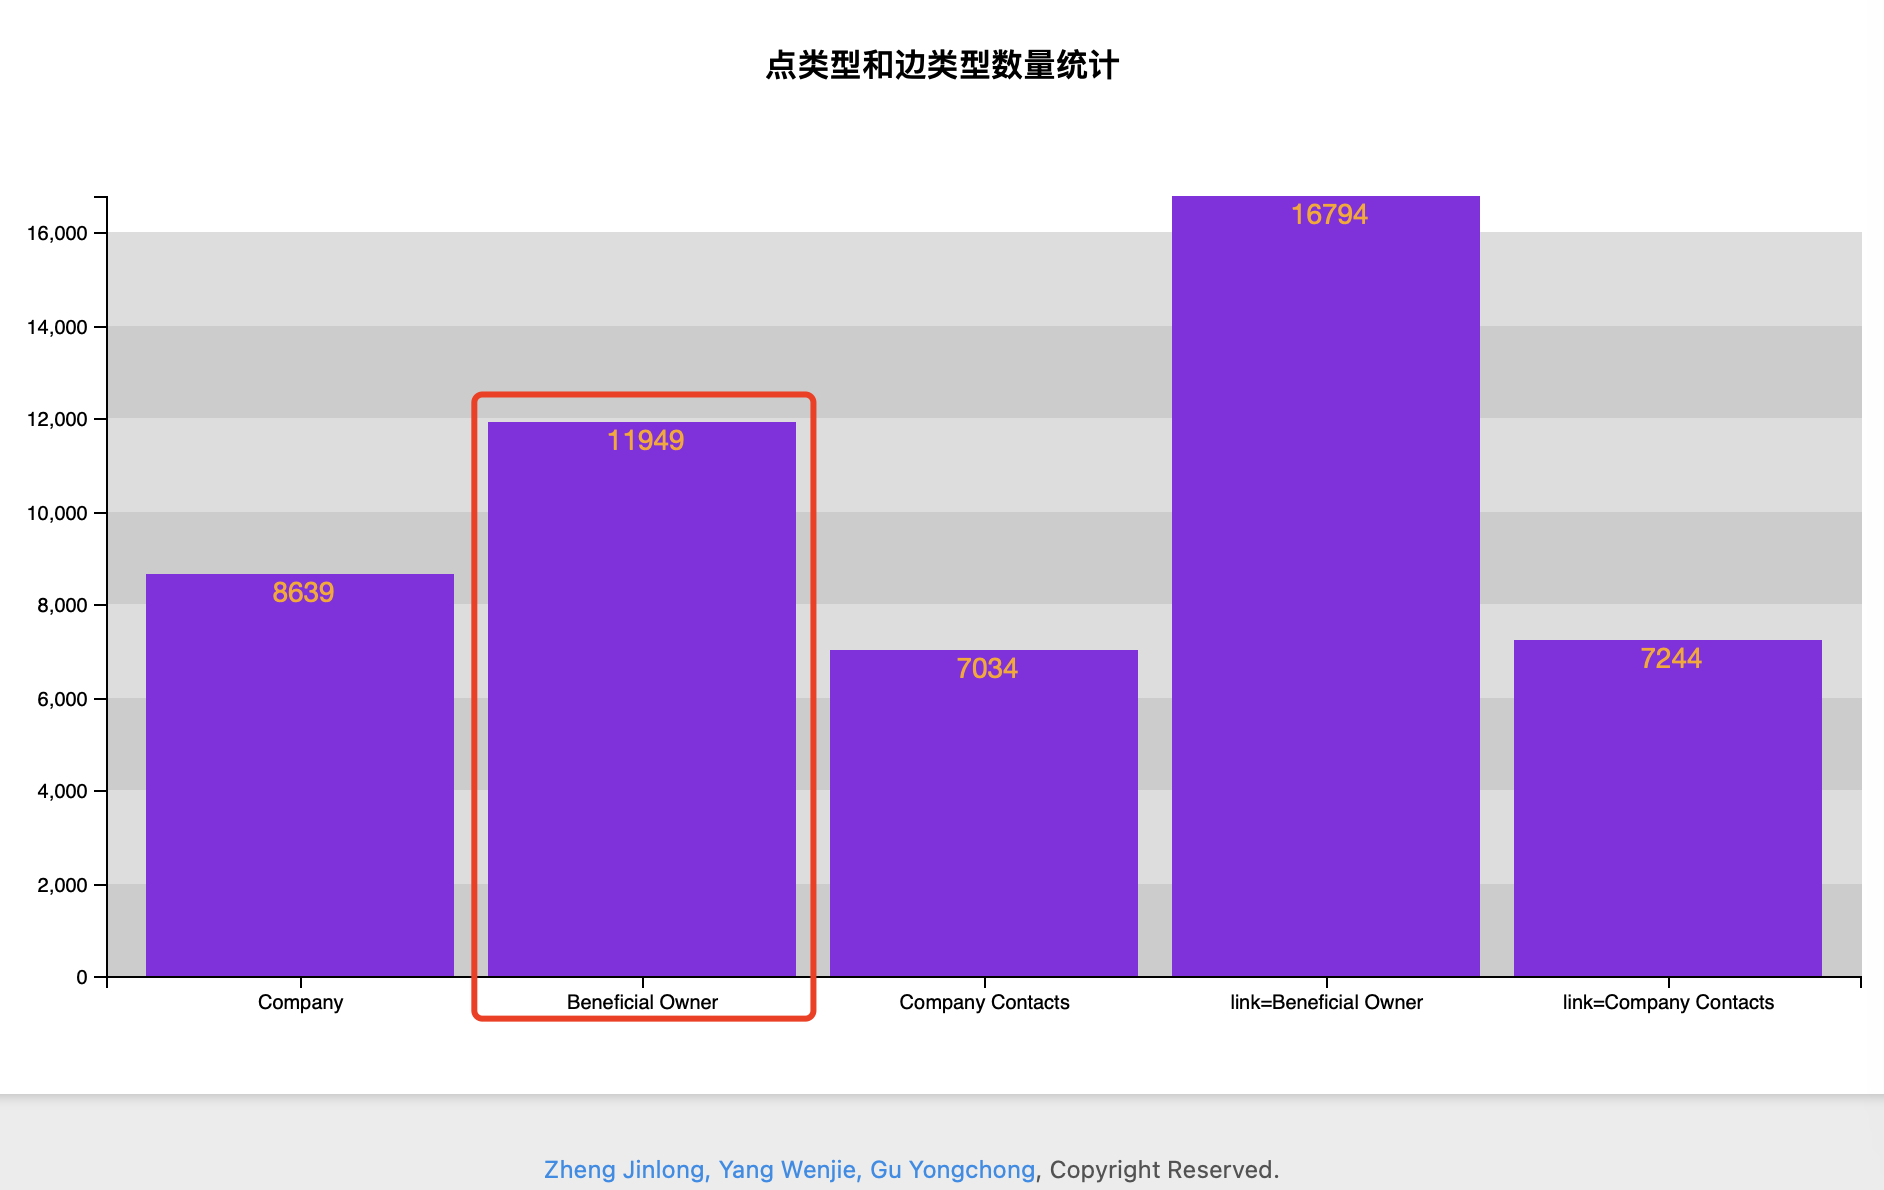 点类型和边类型数量统计
16,000
14,000
12,000
10,000
8,000
6,000
4,000
2,000
0
8639
11949
7034
16794
7244
Company
Beneficial Owner
Company Contacts
link=Beneficial Owner
link=Company Contacts
Zheng Jinlong, Yang Wenjie, Gu Yongchong, Copyright Reserved.